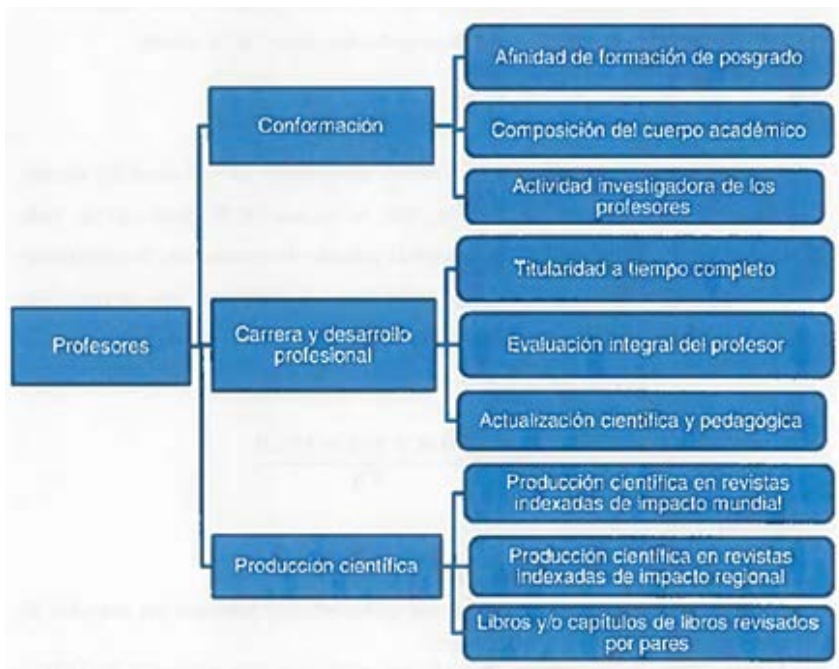 Afinidad de formación de posgrado
Conformación
Composición del cuerpo académico
Actividad investigadora de los
profesores
Titularidad a tiempo completo
Profesores
Carrera y desarrollo
profesional
Evaluación integral del profesor
Actualización científica y pedagógica
Producción científica en revistas
indexadas de impacto mundial
Producción científica
Producción científica en revistas
indexadas de impacto regional
Libros y/o capítulos de libros revisados
por pares